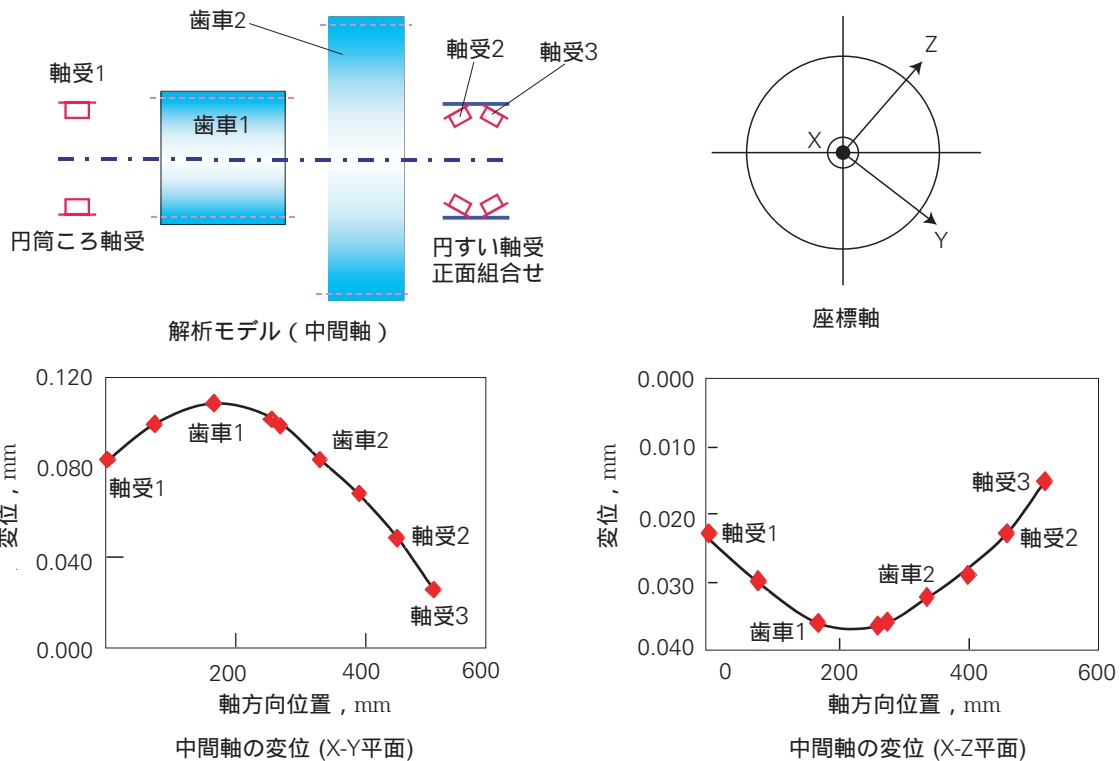 歯車2
軸受1
軸受2
軸受3
歯車1
円筒ころ軸受
円すい軸受
正面組合せ
解析モデル ( 中間軸 )
Z
X
Y
座標軸
0.120
0.080
0.040
0.000
変位 , mm
軸受1
歯車1
歯車2
軸受2
軸受3
200
400
600
軸方向位置 , mm
中間軸の変位 (X-Y平面)
0.000
0.010
0.020
0.030
0.040
変位 , mm
軸受1
歯車1
歯車2
軸受2
軸受3
0
200
400
600
軸方向位置 , mm
中間軸の変位 (X-Z平面)